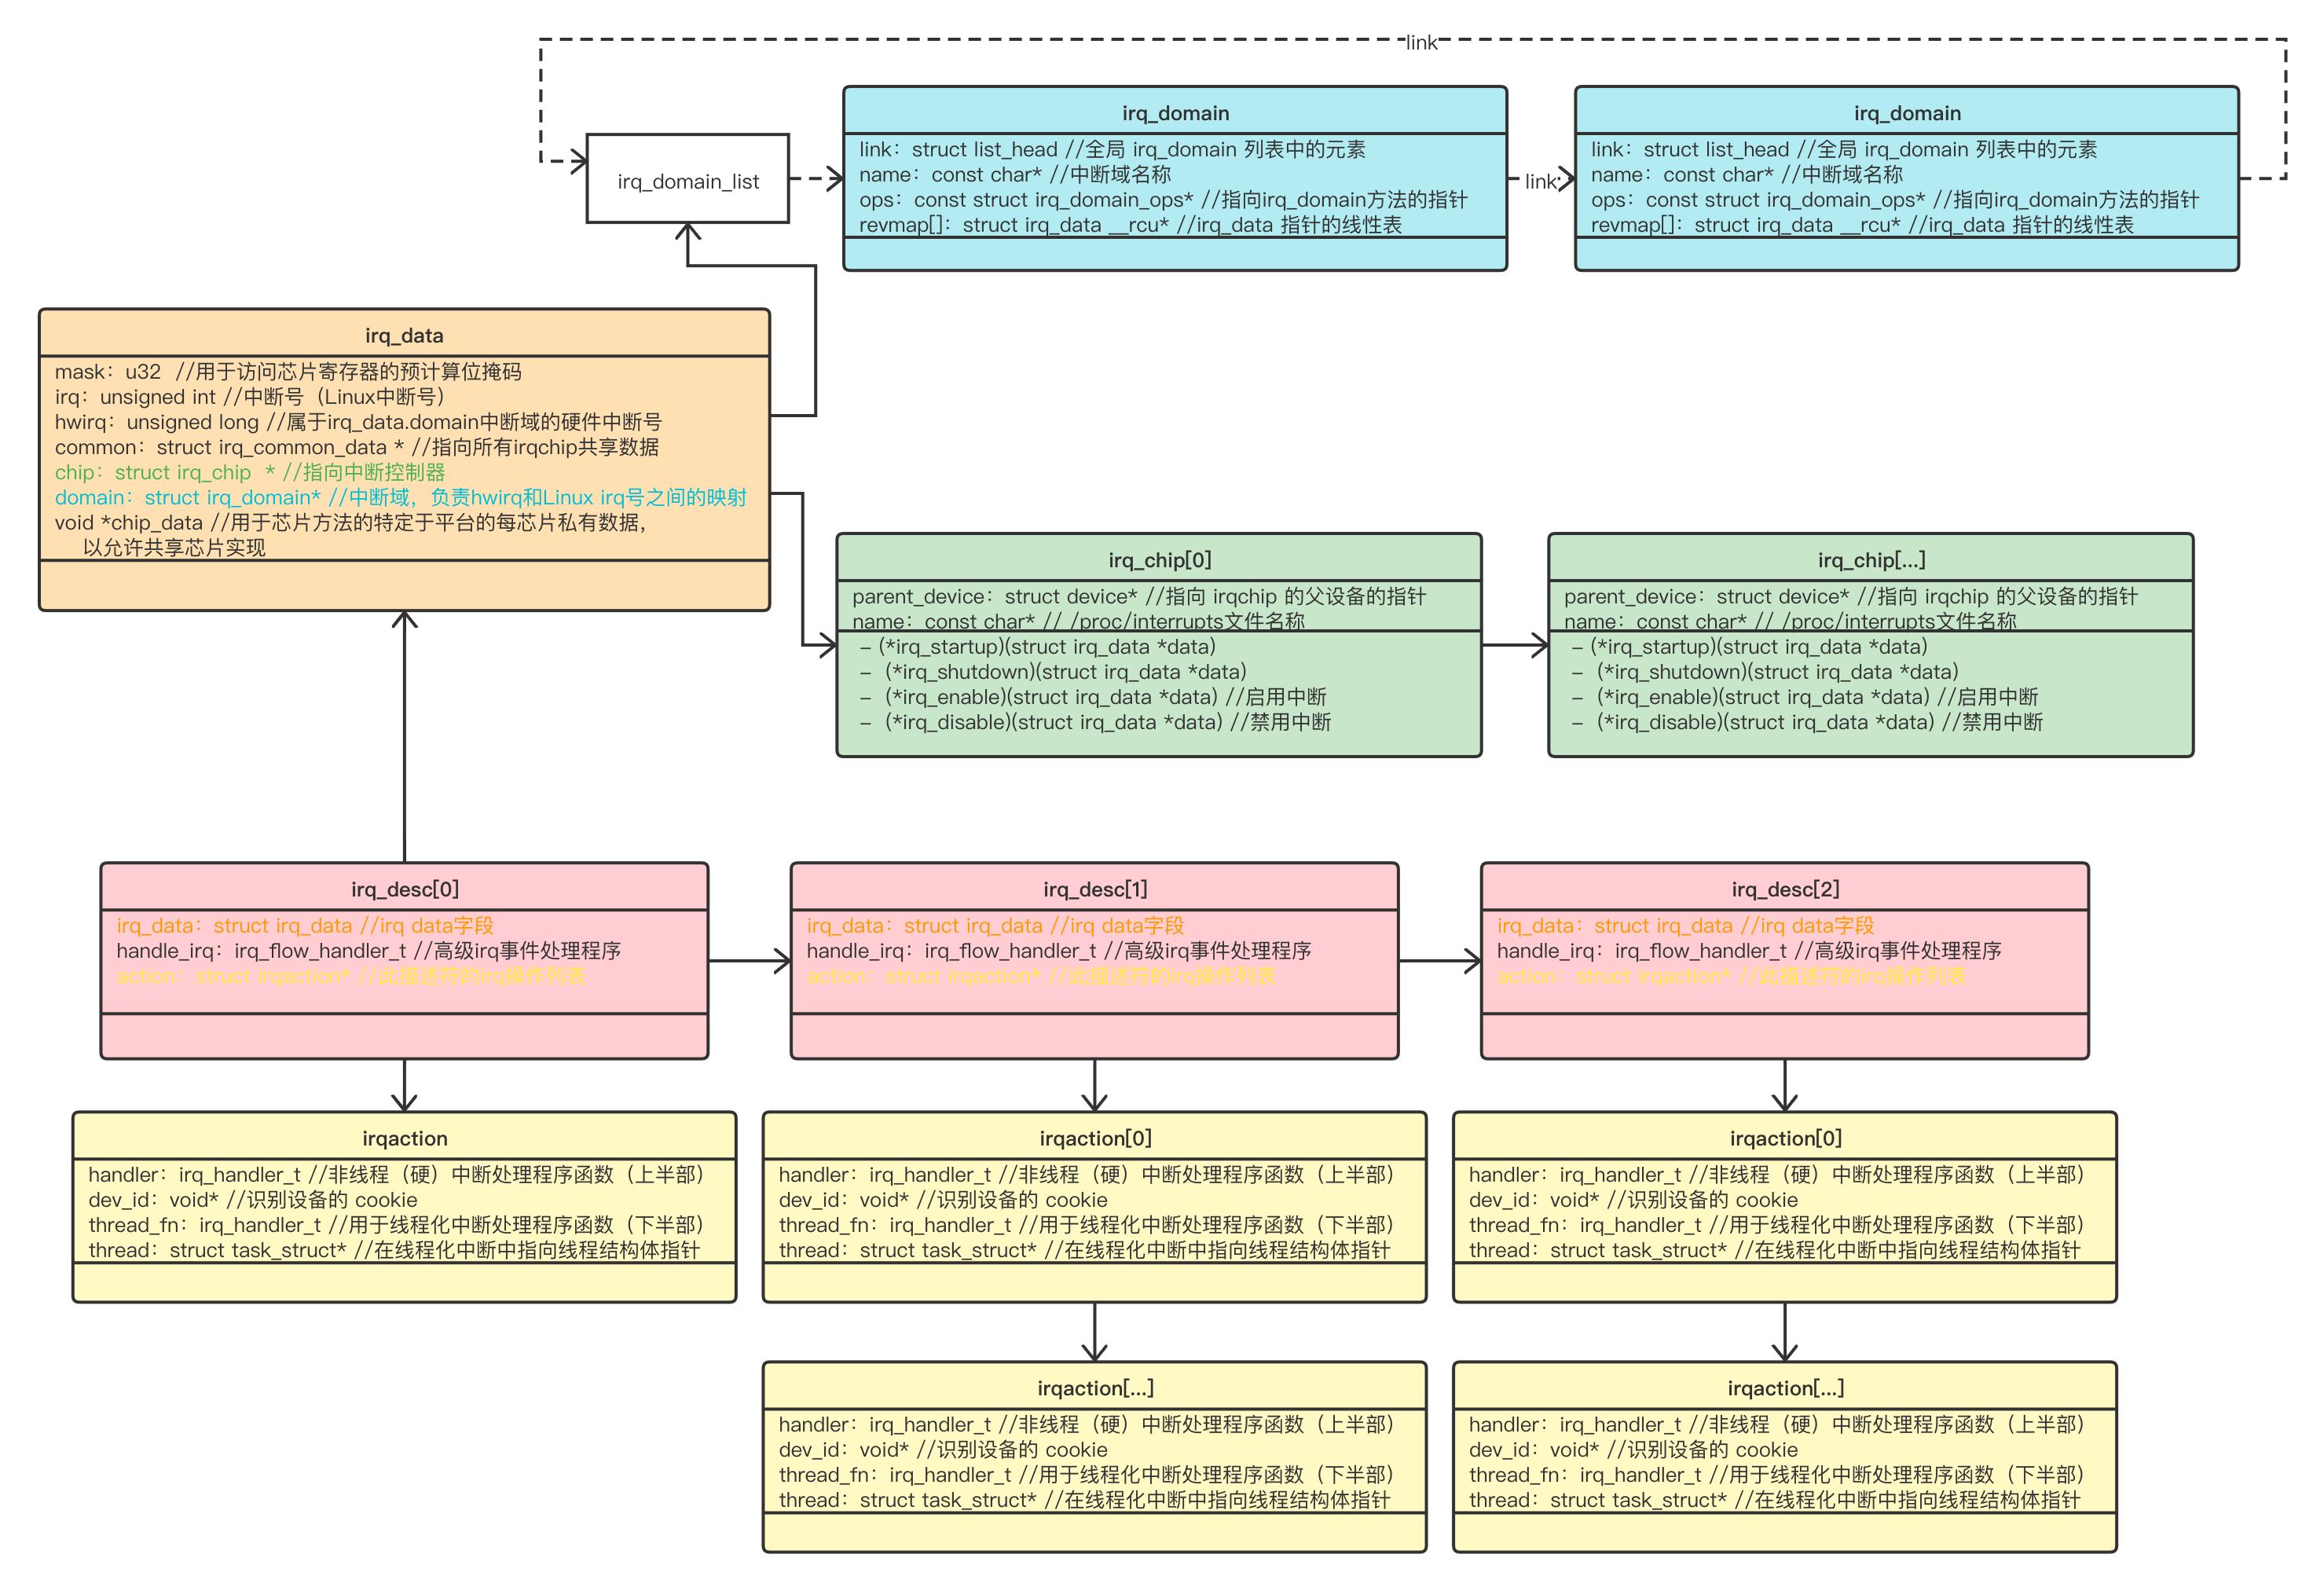 link
irq_domain_list
irq_domain
link：struct list_head //全局 irq_domain 列表中的元素
name：const char* //中断域名称
ops：const struct irq_domain_ops* //指向irq_domain方法的指针
revmap[]：struct irq_data __rcu* //irq_data 指针的线性表
link
irq_domain
link：struct list_head //全局 irq_domain 列表中的元素
name：const char* //中断域名称
ops：const struct irq_domain_ops* //指向irq_domain方法的指针
revmap[]：struct irq_data __rcu* //irq_data 指针的线性表
irq_data
mask：u32  //用于访问芯片寄存器的预计算位掩码
irq：unsigned int //中断号（Linux中断号）
hwirq：unsigned long //属于irq_data.domain中断域的硬件中断号
common：struct irq_common_data * //指向所有irqchip共享数据
chip：struct irq_chip  * //指向中断控制器
domain：struct irq_domain* //中断域，负责hwirq和Linux irq号之间的映射
void *chip_data //用于芯片方法的特定于平台的每芯片私有数据，
以允许共享芯片实现
irq_chip[0]
parent_device：struct device* //指向 irqchip 的父设备的指针
name：const char* // /proc/interrupts文件名称
– (*irq_startup)(struct irq_data *data)
–  (*irq_shutdown)(struct irq_data *data)
–  (*irq_enable)(struct irq_data *data) //启用中断
–  (*irq_disable)(struct irq_data *data) //禁用中断
irq_chip[...]
parent_device：struct device* //指向 irqchip 的父设备的指针
name：const char* // /proc/interrupts文件名称
– (*irq_startup)(struct irq_data *data)
–  (*irq_shutdown)(struct irq_data *data)
–  (*irq_enable)(struct irq_data *data) //启用中断
–  (*irq_disable)(struct irq_data *data) //禁用中断
irq_desc[0]
irq_data：struct irq_data //irq data字段
handle_irq：irq_flow_handler_t //高级irq事件处理程序
action：struct irqaction* //此描述符的irq操作列表
irq_desc[1]
irq_data：struct irq_data //irq data字段
handle_irq：irq_flow_handler_t //高级irq事件处理程序
action：struct irqaction* //此描述符的irq操作列表
irq_desc[2]
irq_data：struct irq_data //irq data字段
handle_irq：irq_flow_handler_t //高级irq事件处理程序
action：struct irqaction* //此描述符的irq操作列表
irqaction
handler：irq_handler_t //非线程（硬）中断处理程序函数（上半部）
dev_id：void* //识别设备的 cookie
thread_fn：irq_handler_t //用于线程化中断处理程序函数（下半部）
thread：struct task_struct* //在线程化中断中指向线程结构体指针
irqaction[0]
handler：irq_handler_t //非线程（硬）中断处理程序函数（上半部）
dev_id：void* //识别设备的 cookie
thread_fn：irq_handler_t //用于线程化中断处理程序函数（下半部）
thread：struct task_struct* //在线程化中断中指向线程结构体指针
irqaction[0]
handler：irq_handler_t //非线程（硬）中断处理程序函数（上半部）
dev_id：void* //识别设备的 cookie
thread_fn：irq_handler_t //用于线程化中断处理程序函数（下半部）
thread：struct task_struct* //在线程化中断中指向线程结构体指针
irqaction[...]
handler：irq_handler_t //非线程（硬）中断处理程序函数（上半部）
dev_id：void* //识别设备的 cookie
thread_fn：irq_handler_t //用于线程化中断处理程序函数（下半部）
thread：struct task_struct* //在线程化中断中指向线程结构体指针
irqaction[...]
handler：irq_handler_t //非线程（硬）中断处理程序函数（上半部）
dev_id：void* //识别设备的 cookie
thread_fn：irq_handler_t //用于线程化中断处理程序函数（下半部）
thread：struct task_struct* //在线程化中断中指向线程结构体指针